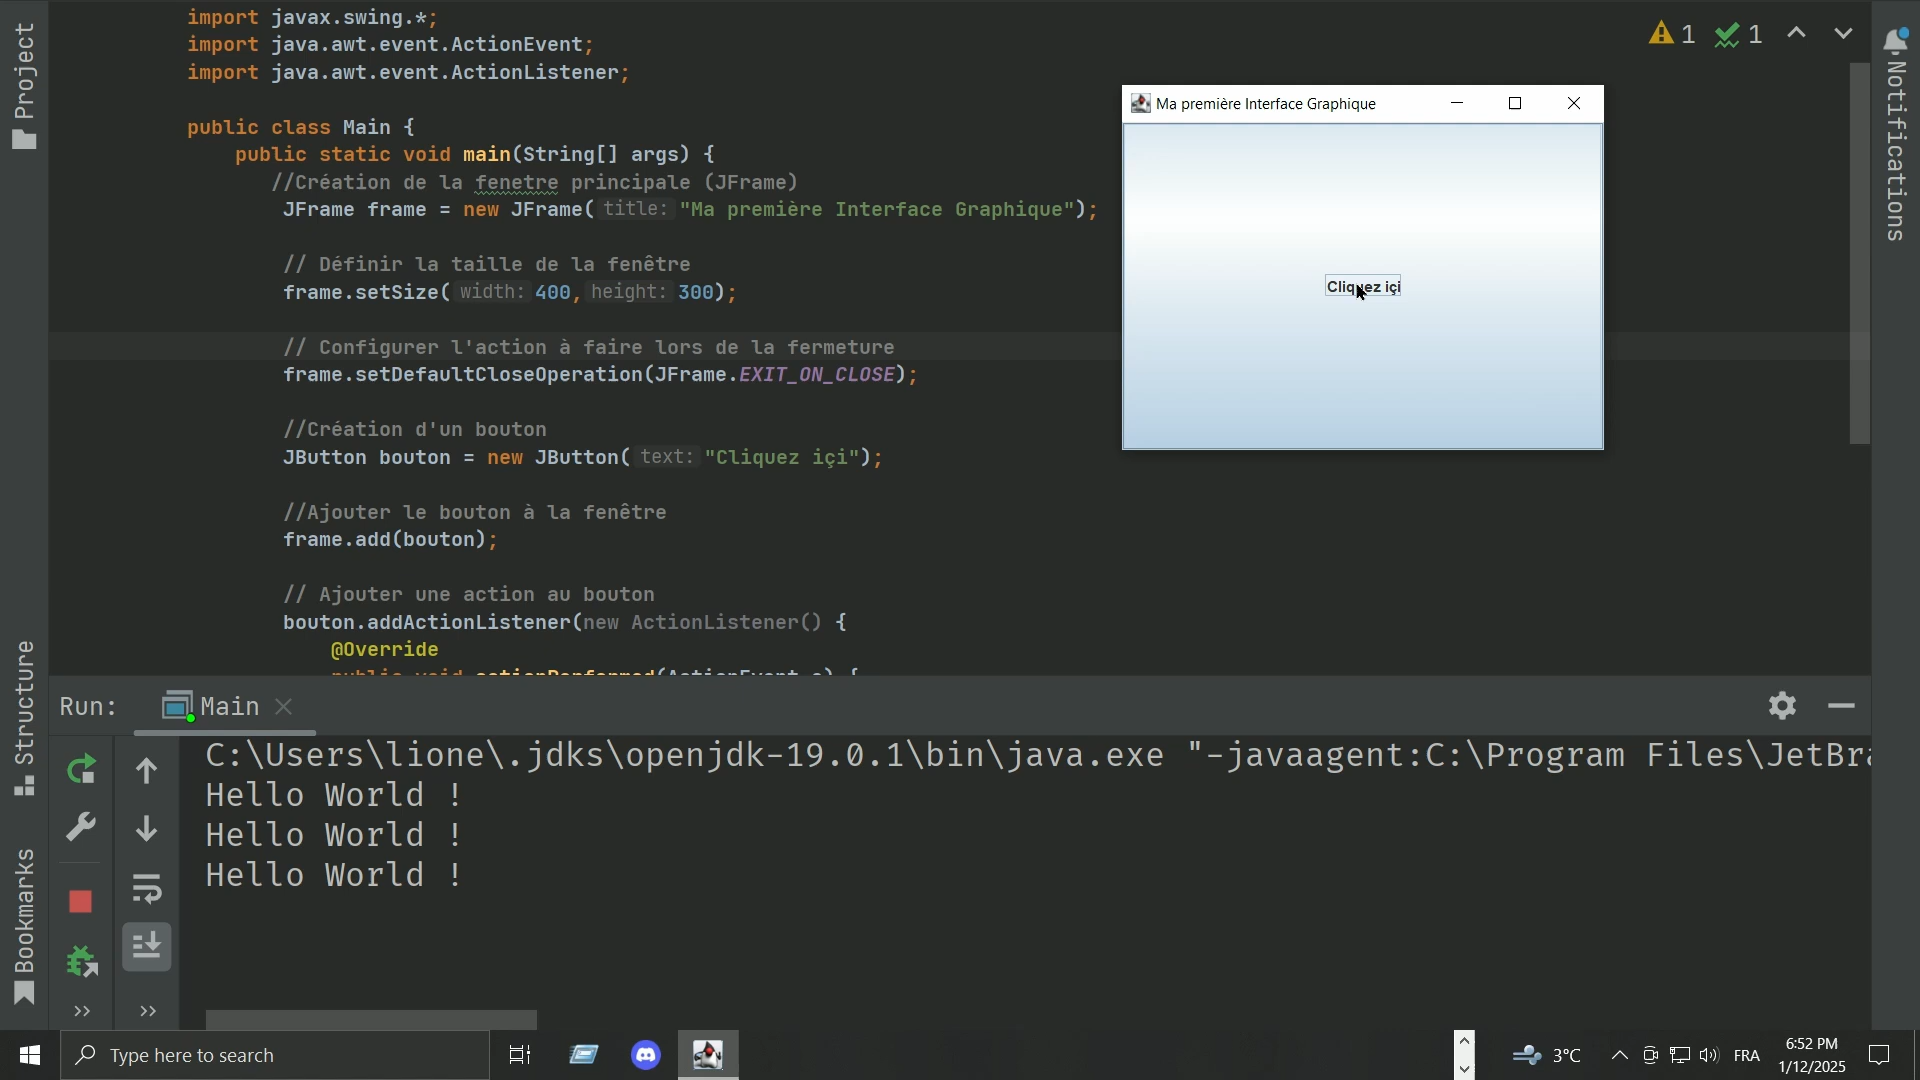 Project
import javax.swing.*;
import java.awt.event.ActionEvent;
import java.awt.event.ActionListener;
public class Main {
public static void main(String[] args) {
//Création de la fenetre principale (JFrame)
JFrame frame = new JFrame( title: "Ma première Interface Graphique");
// Définir la taille de la fenêtre
frame.setSize( width: 400, height: 300);
// Configurer l'action à faire lors de la fermeture
frame.setDefaultCloseOperation(JFrame.EXIT_ON_CLOSE);
//Création d'un bouton
JButton bouton = new JButton( text: "Cliquez içi");
//Ajouter le bouton à la fenêtre
frame.add(bouton);
// Ajouter une action au bouton
bouton.addActionListener(new ActionListener() {
@Override
public void actionPerformed(ActionEvent e) {
1 1
Notifications
Ma première Interface Graphique
Cliquez içi
Structure
Bookmarks
Run: Main
C:\Users\lione\.jdks\openjdk-19.0.1\bin\java.exe "-javaagent:C:\Program Files\JetBra
Hello World !
Hello World !
Hello World !
Type here to search
3°C
FRA
6:52 PM
1/12/2025